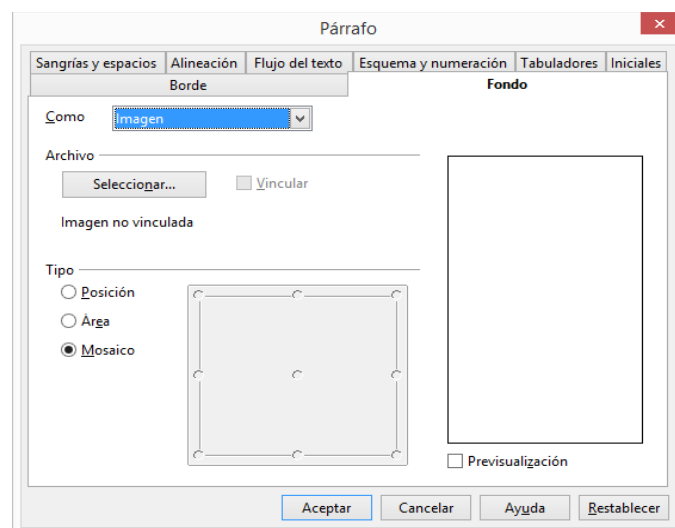 Párrafo
Sangrías y espacios Alineación Flujo del texto Esquema y numeración Tabuladores Iniciales
Borde Fondo
Como Imagen
Archivo
Seleccionar... Vincular
Imagen no vinculada
Tipo
Posición
Área
Mosaico
Previsualización
Aceptar Cancelar Ayuda Restablecer